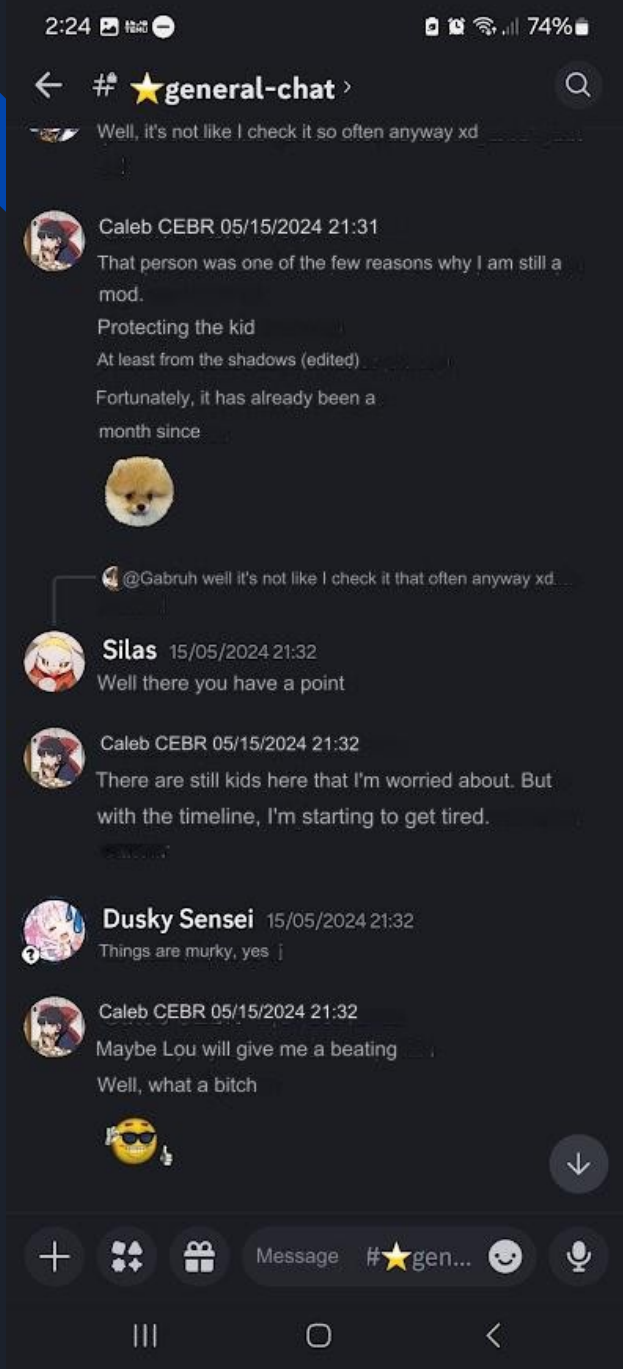 2:24 74%
# ⭐general-chat ›
Well, it's not like I check it so often anyway xd
Caleb CEBR 05/15/2024 21:31
That person was one of the few reasons why I am still a
mod.
Protecting the kid
At least from the shadows (edited)
Fortunately, it has already been a
month since
@Gabruh well it's not like I check it that often anyway xd
Silas 15/05/2024 21:32
Well there you have a point
Caleb CEBR 05/15/2024 21:32
There are still kids here that I'm worried about. But
with the timeline, I'm starting to get tired.
Dusky Sensei 15/05/2024 21:32
Things are murky, yes
Caleb CEBR 05/15/2024 21:32
Maybe Lou will give me a beating
Well, what a bitch
Message #⭐gen...